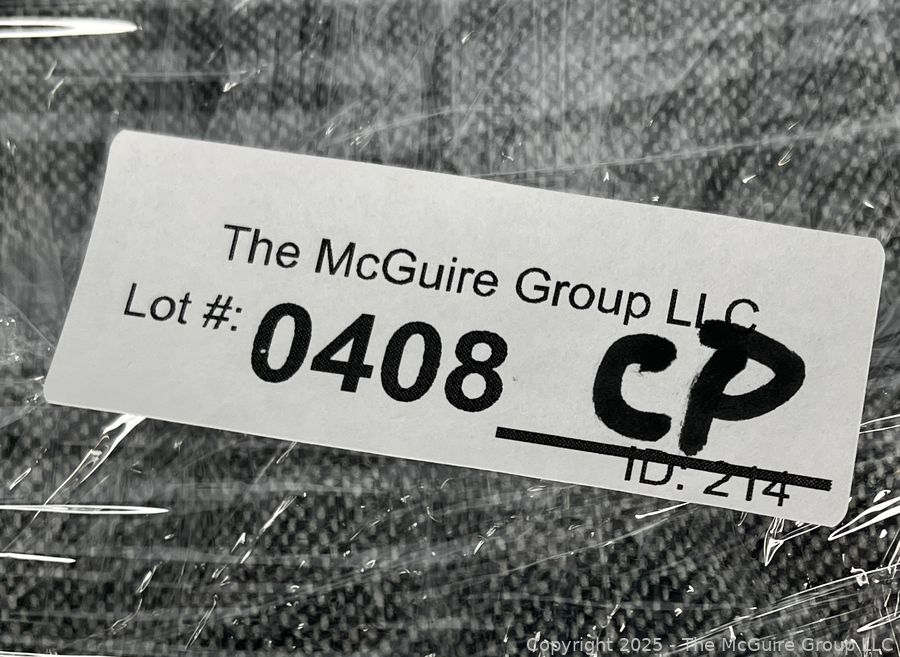 The McGuire Group LLC
Lot #: 0408 CP
ID: 214
Copyright 2025 - The McGuire Group LLC